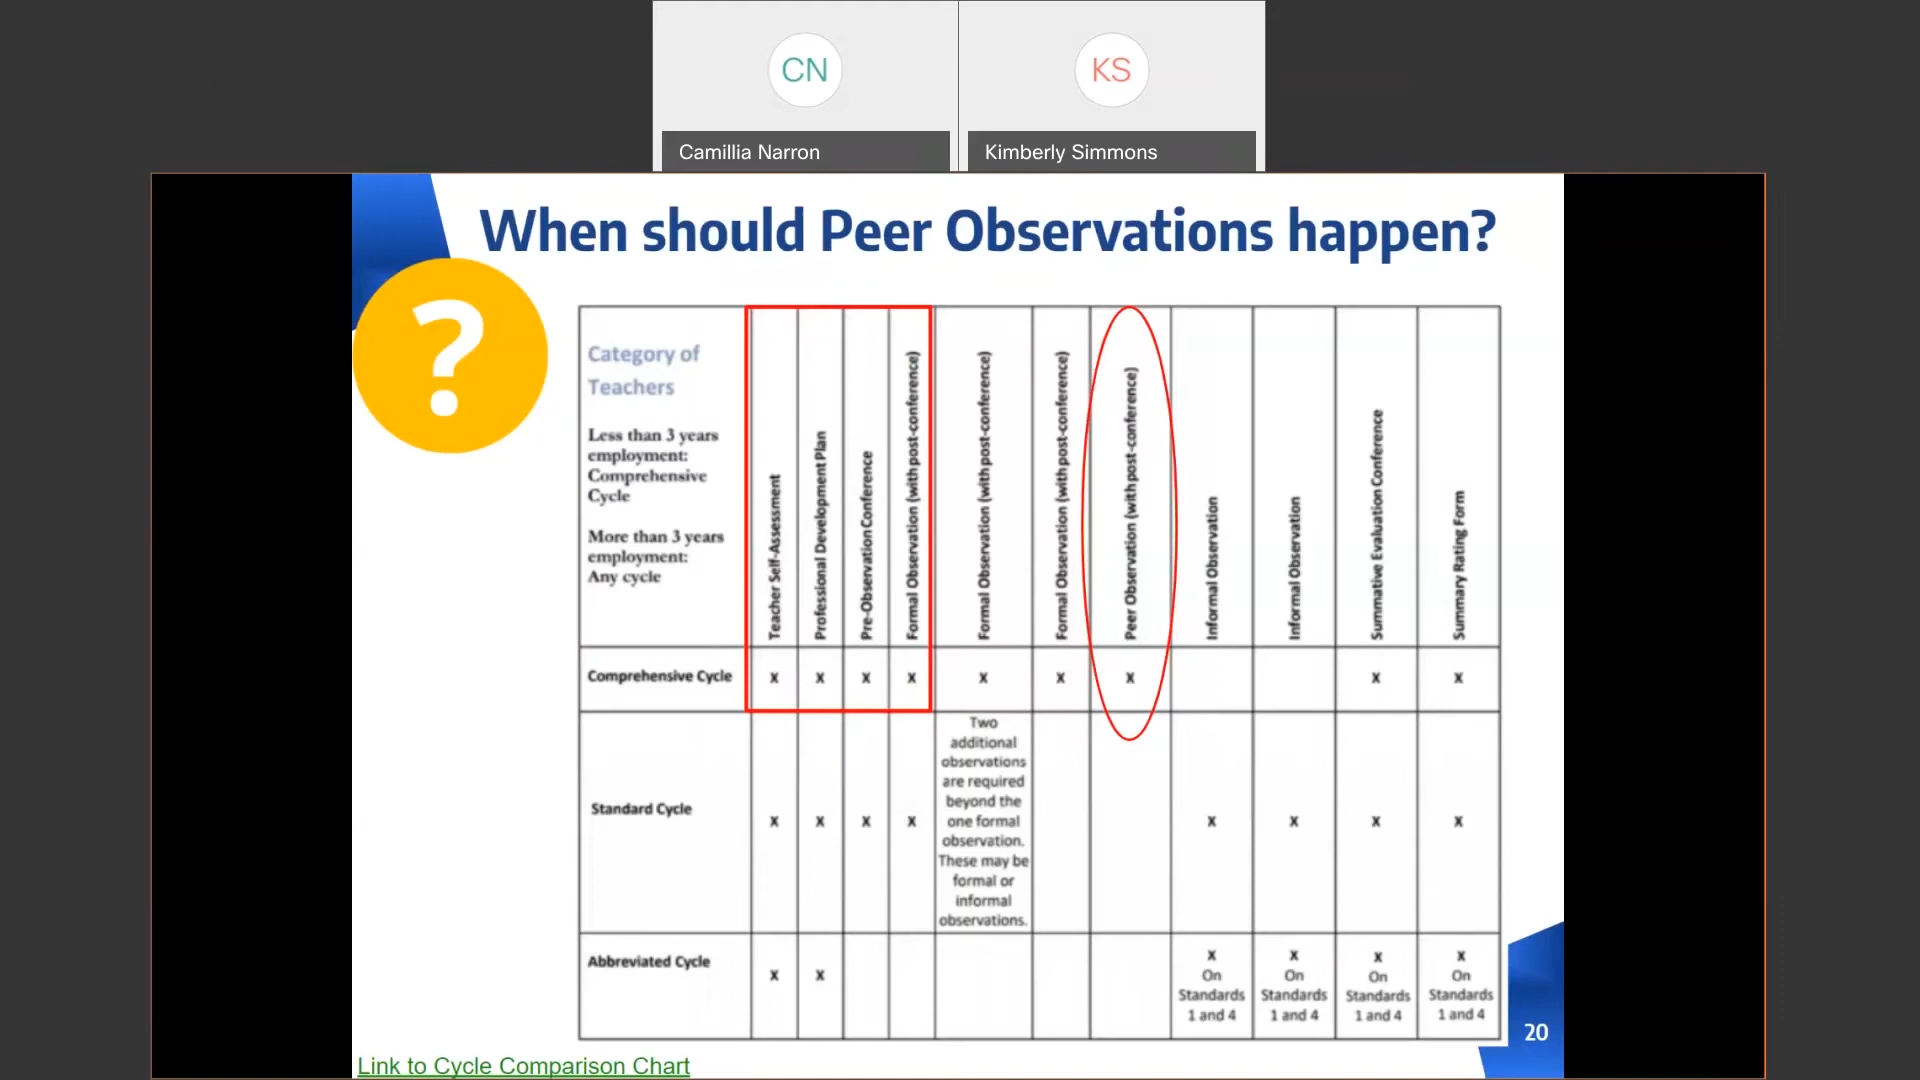 CN
KS
Camillia Narron
Kimberly Simmons
When should Peer Observations happen?
?
Category of
Teachers
Less than 3 years
employment:
Comprehensive
Cycle
More than 3 years
employment:
Any cycle
Teacher Self-Assessment
Professional Development Plan
Pre-Observation Conference
Formal Observation (with post-conference)
Formal Observation (with post-conference)
Formal Observation (with post-conference)
Peer Observation (with post-conference)
Informal Observation
Informal Observation
Summative Evaluation Conference
Summary Rating Form
Comprehensive Cycle X X X X X X X X X
Two
additional
observations
are required
beyond the
one formal
observation.
These may be
formal or
informal
observations.
Standard Cycle X X X X X X X X
Abbreviated Cycle X X
X
On
Standards
1 and 4
X
On
Standards
1 and 4
X
On
Standards
1 and 4
X
On
Standards
1 and 4
20
Link to Cycle Comparison Chart